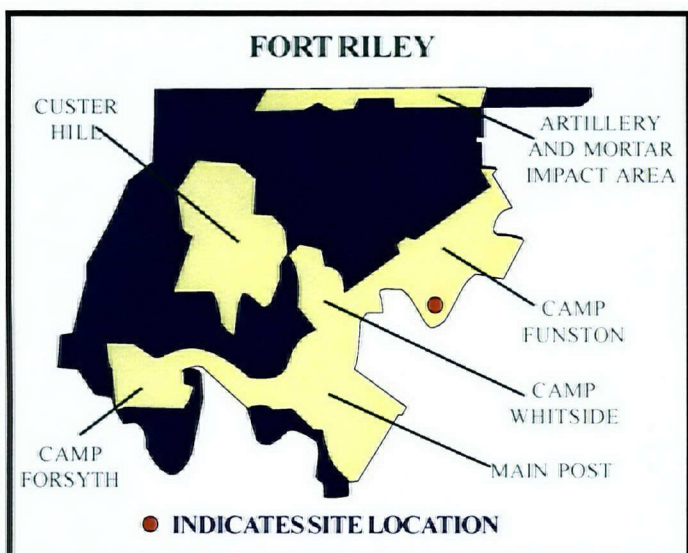 FORT RILEY
CUSTER
HILL
ARTILLERY
AND MORTAR
IMPACT AREA
CAMP
FUNSTON
CAMP
WHITSIDE
CAMP
FORSYTH
MAIN POST
INDICATES SITE LOCATION